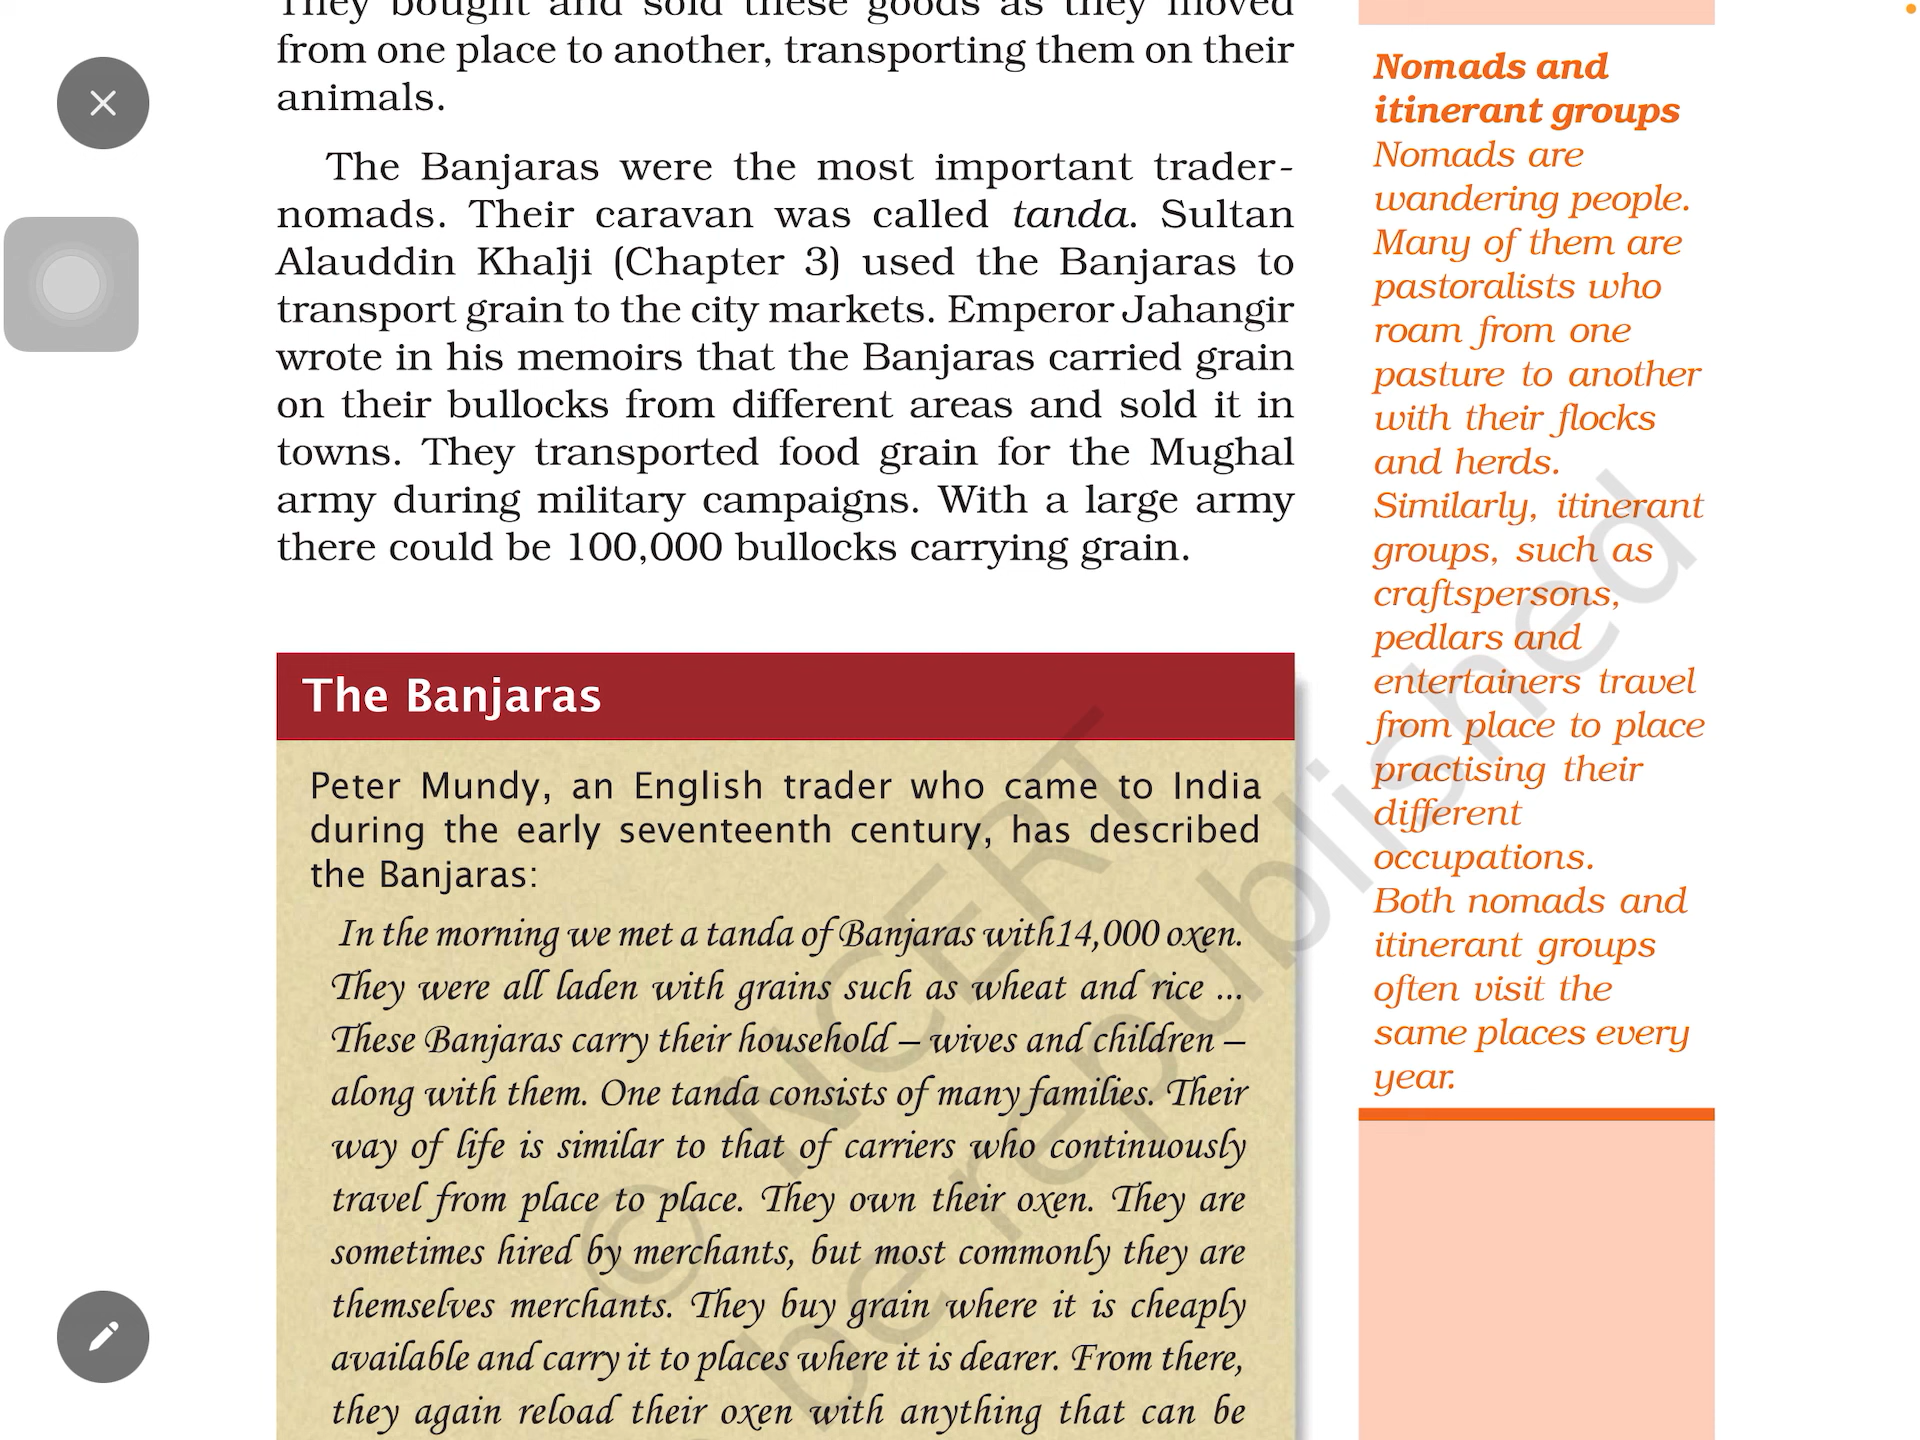 They bought and sold these goods as they moved
from one place to another, transporting them on their
animals.
The Banjaras were the most important trader-
nomads. Their caravan was called tanda. Sultan
Alauddin Khalji (Chapter 3) used the Banjaras to
transport grain to the city markets. Emperor Jahangir
wrote in his memoirs that the Banjaras carried grain
on their bullocks from different areas and sold it in
towns. They transported food grain for the Mughal
army during military campaigns. With a large army
there could be 100,000 bullocks carrying grain.
The Banjaras
Peter Mundy, an English trader who came to India
during the early seventeenth century, has described
the Banjaras:
In the morning we met a tanda of Banjaras with14,000 oxen.
They were all laden with grains such as wheat and rice ...
These Banjaras carry their household – wives and children –
along with them. One tanda consists of many families. Their
way of life is similar to that of carriers who continuously
travel from place to place. They own their oxen. They are
sometimes hired by merchants, but most commonly they are
themselves merchants. They buy grain where it is cheaply
available and carry it to places where it is dearer. From there,
they again reload their oxen with anything that can be
Nomads and
itinerant groups
Nomads are
wandering people.
Many of them are
pastoralists who
roam from one
pasture to another
with their flocks
and herds.
Similarly, itinerant
groups, such as
craftspersons,
pedlars and
entertainers travel
from place to place
practising their
different
occupations.
Both nomads and
itinerant groups
often visit the
same places every
year.
© NCERT
be republished